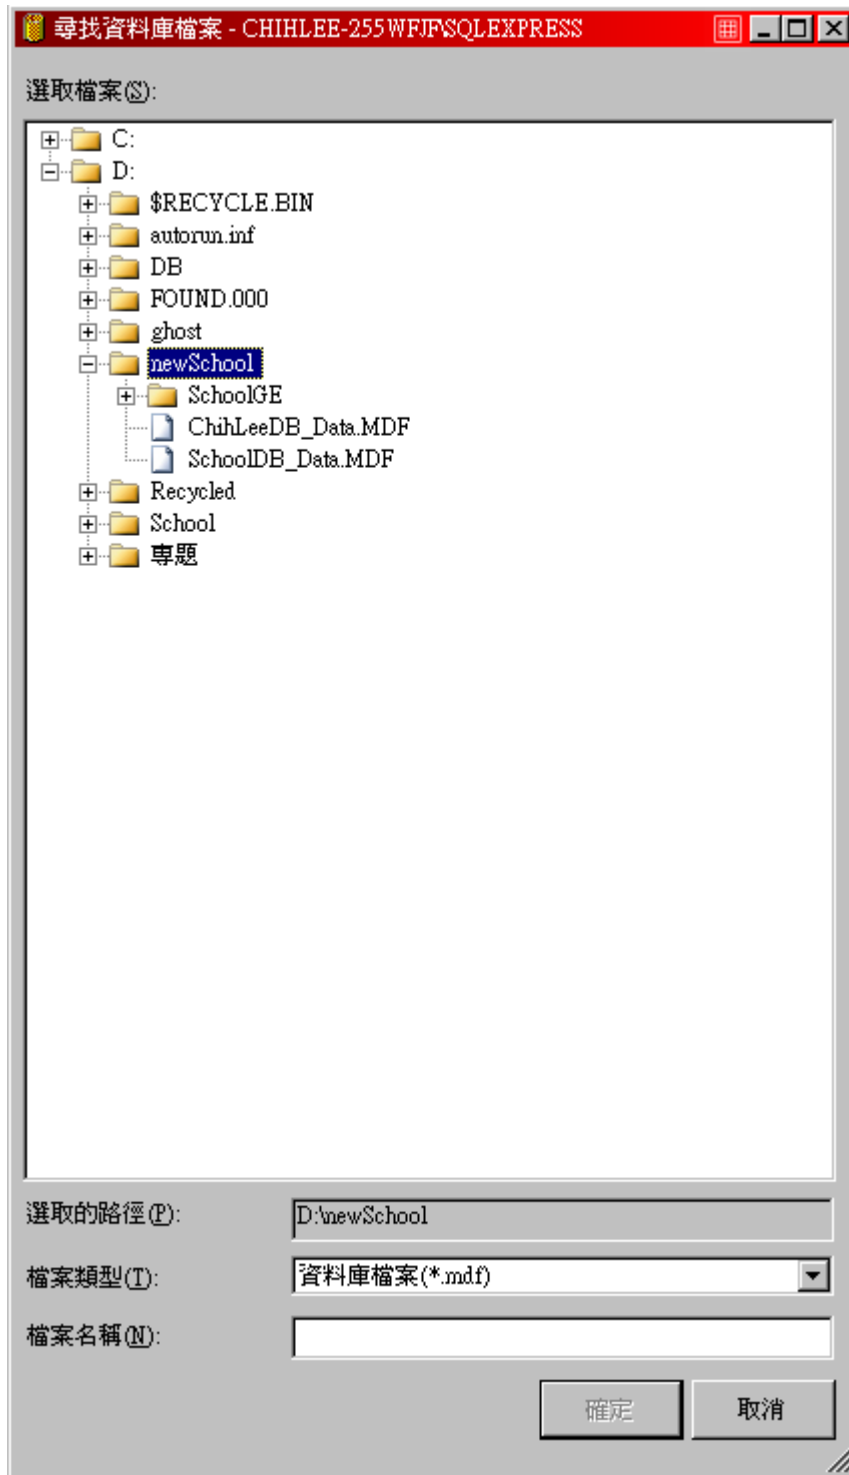 尋找資料庫檔案 - CHIHLEE-255WFJF\SQLEXPRESS
選取檔案(S):
C:
D:
$RECYCLE.BIN
autorun.inf
DB
FOUND.000
ghost
newSchool
SchoolGE
ChihLeeDB_Data.MDF
SchoolDB_Data.MDF
Recycled
School
專題
選取的路徑(P): D:\newSchool
檔案類型(T): 資料庫檔案(*.mdf)
檔案名稱(N):
確定 取消